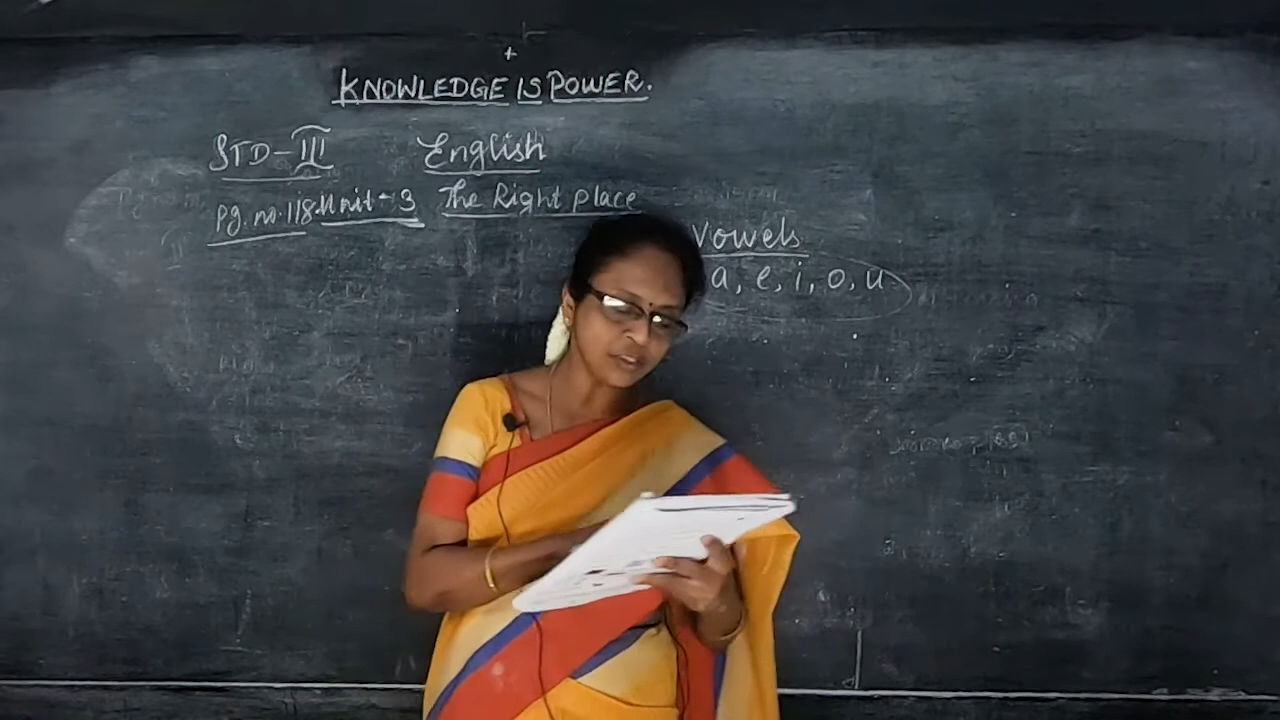 KNOWLEDGE IS POWER.
STD-III English
Pg.no.118.Unit-3 The Right place
Vowels
a, e, i, o, u